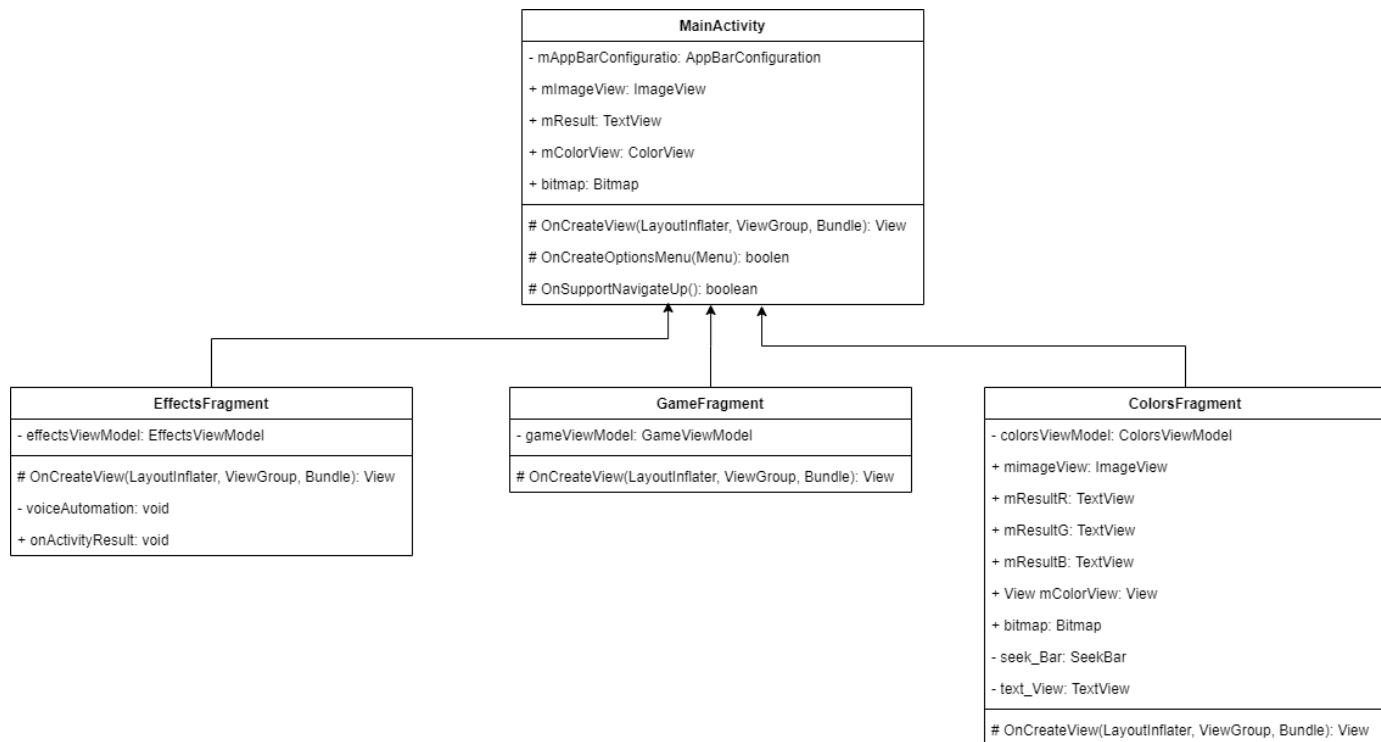 MainActivity
- mAppBarConfiguratio: AppBarConfiguration
+ mImageView: ImageView
+ mResult: TextView
+ mColorView: ColorView
+ bitmap: Bitmap
# OnCreateView(LayoutInflater, ViewGroup, Bundle): View
# OnCreateOptionsMenu(Menu): boolen
# OnSupportNavigateUp(): boolean
EffectsFragment
- effectsViewModel: EffectsViewModel
# OnCreateView(LayoutInflater, ViewGroup, Bundle): View
- voiceAutomation: void
+ onActivityResult: void
GameFragment
- gameViewModel: GameViewModel
# OnCreateView(LayoutInflater, ViewGroup, Bundle): View
ColorsFragment
- colorsViewModel: ColorsViewModel
+ mimageView: ImageView
+ mResultR: TextView
+ mResultG: TextView
+ mResultB: TextView
+ View mColorView: View
+ bitmap: Bitmap
- seek_Bar: SeekBar
- text_View: TextView
# OnCreateView(LayoutInflater, ViewGroup, Bundle): View